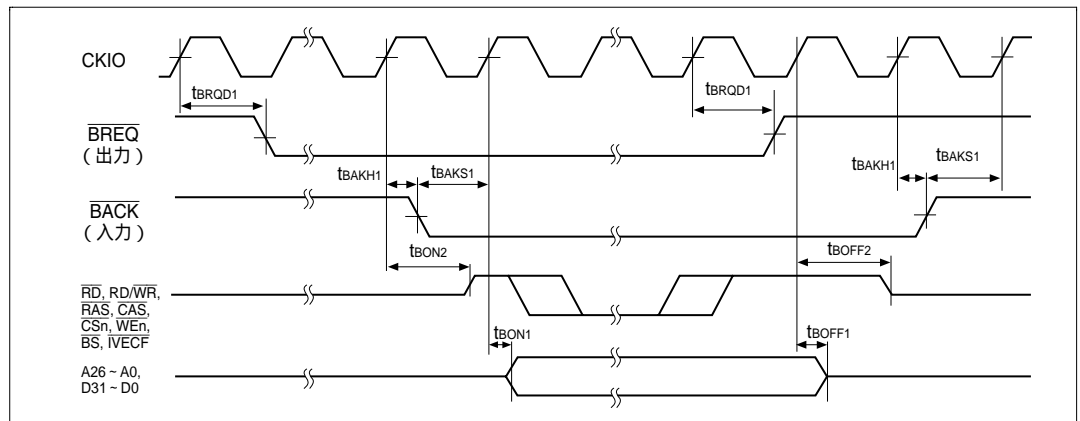 CKIO
tBRQD1
tBRQD1
BREQ
(出力)
tBAKH1
tBAKS1
tBAKH1
tBAKS1
BACK
(入力)
tBON2
tBOFF2
RD, RD/WR,
RAS, CAS,
CSn, WEn,
BS, IVECF
tBON1
tBOFF1
A26 ~ A0,
D31 ~ D0